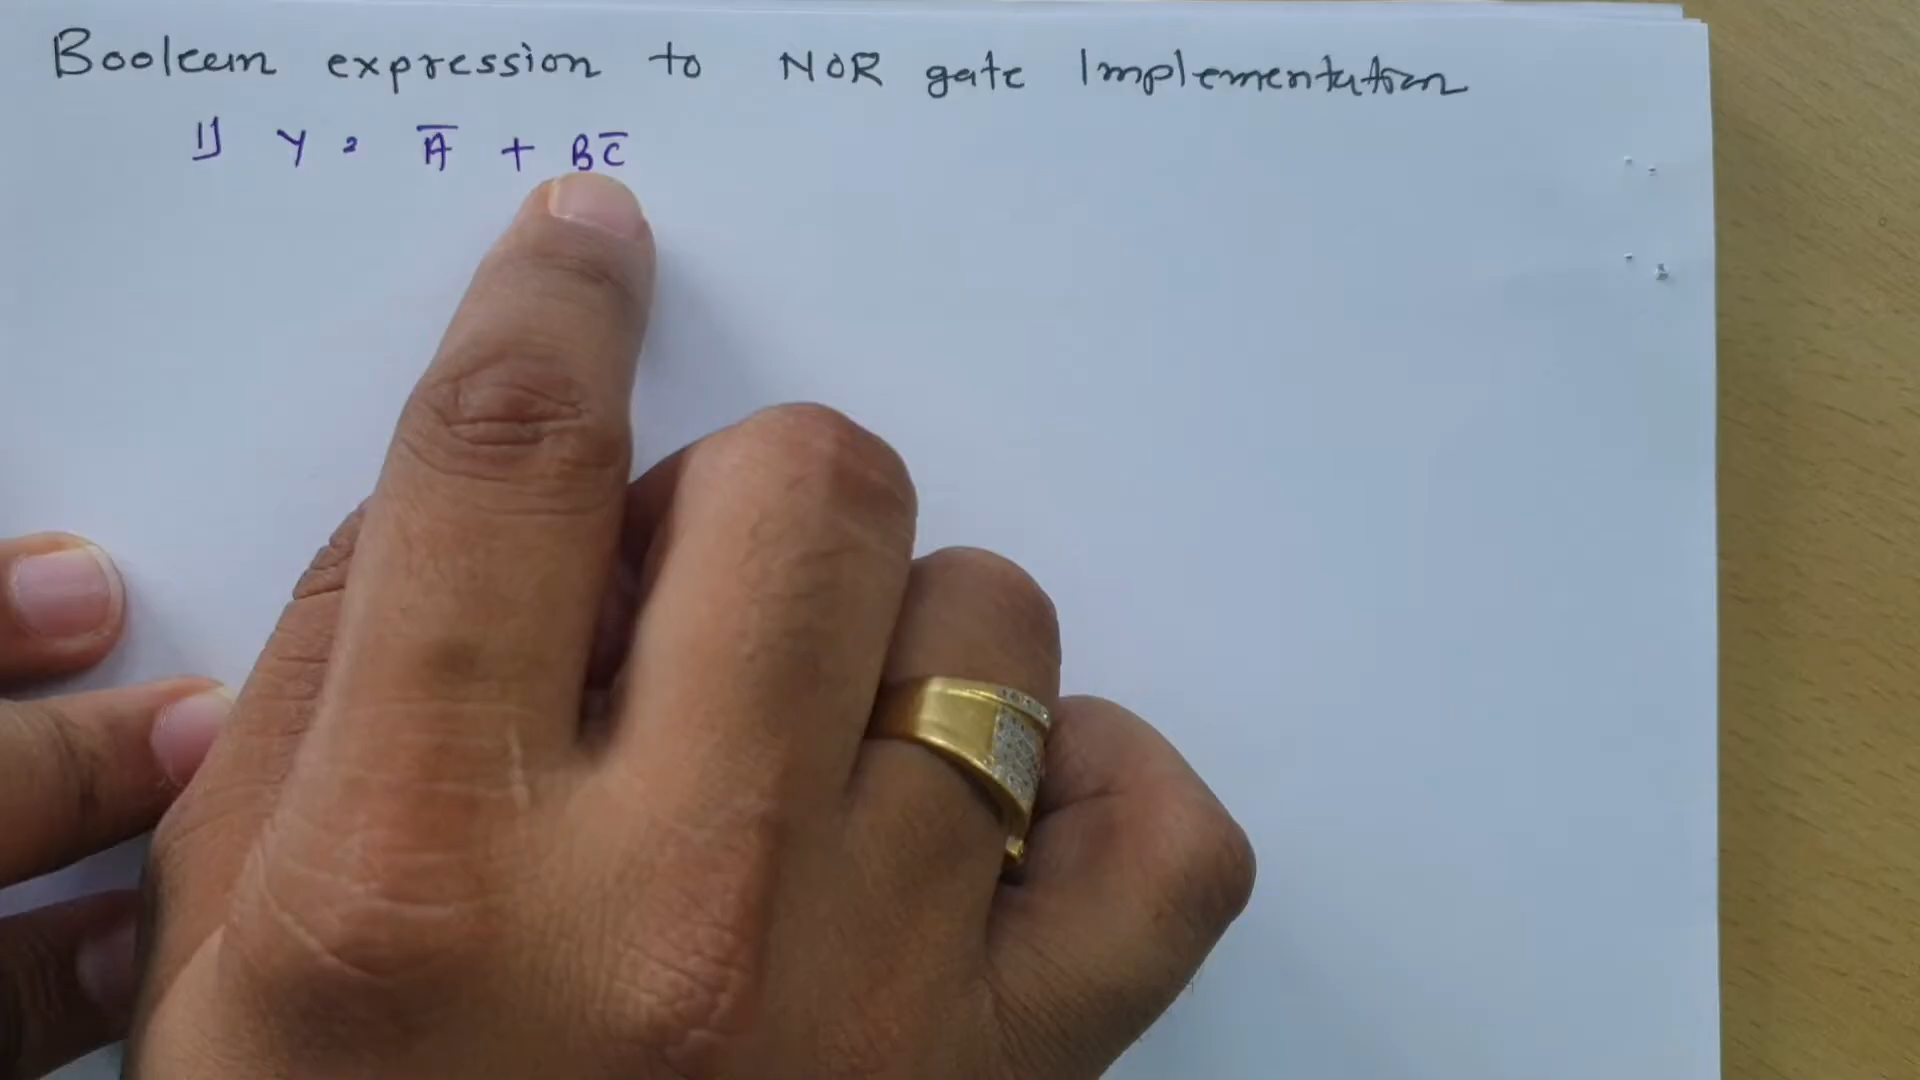 Boolean expression to NOR gate Implementation
1) Y = A̅ + BC̅